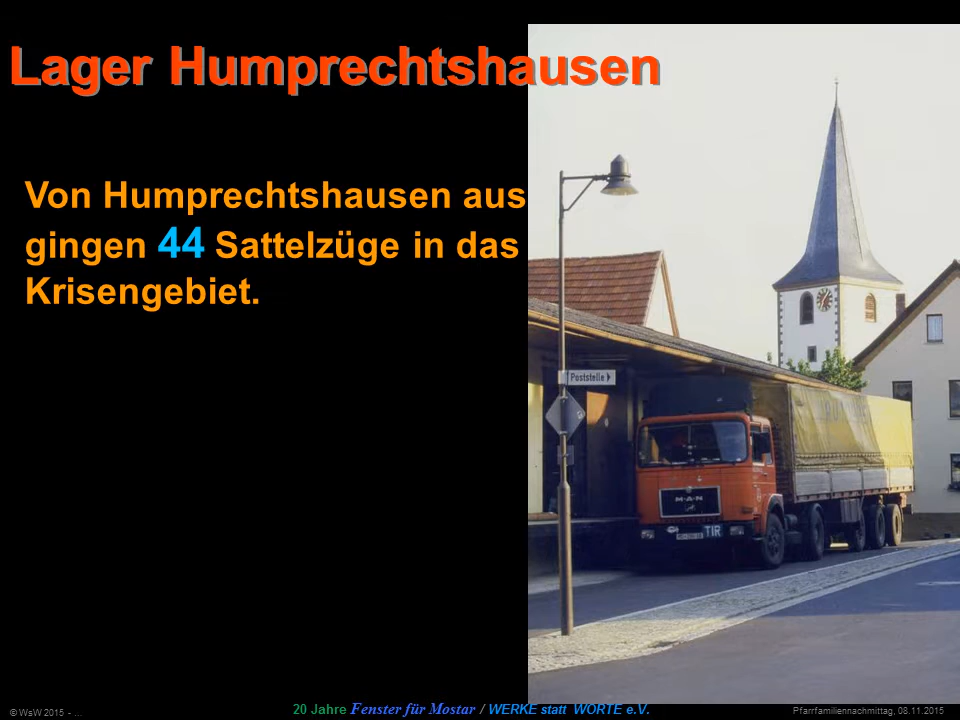 Lager Humprechtshausen
Von Humprechtshausen aus
gingen 44 Sattelzüge in das
Krisengebiet.
Poststelle
M·A·N
TIR
© WsW 2015 - ...
20 Jahre Fenster für Mostar / WERKE statt WORTE e.V.
Pfarrfamiliennachmittag, 08.11.2015